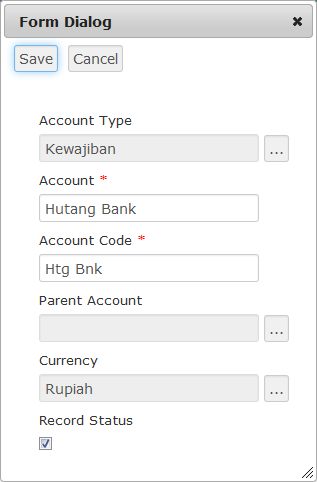 Form Dialog
Save Cancel
Account Type
Kewajiban ...
Account *
Hutang Bank
Account Code *
Htg Bnk
Parent Account
...
Currency
Rupiah ...
Record Status